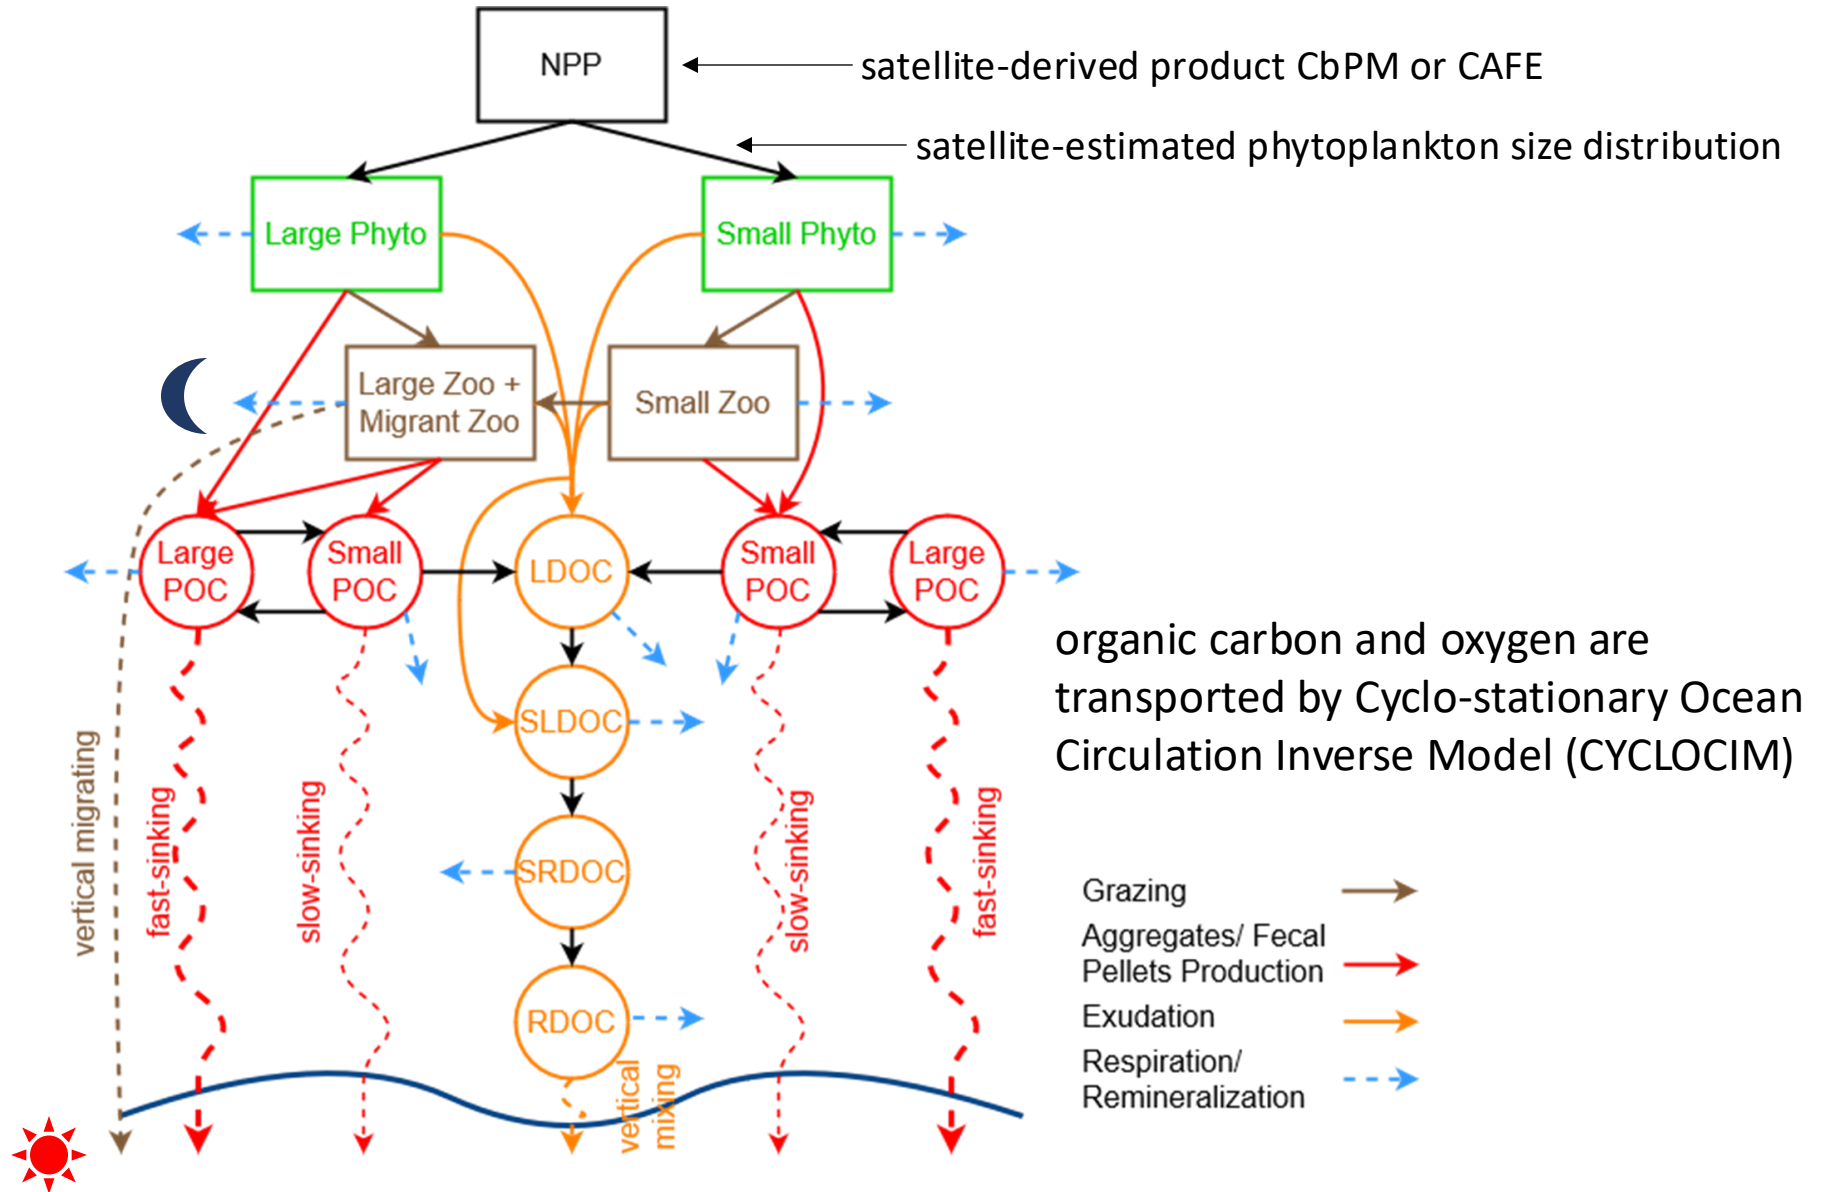 NPP
satellite-derived product CbPM or CAFE
satellite-estimated phytoplankton size distribution
Large Phyto
Small Phyto
Large Zoo +
Migrant Zoo
Small Zoo
Large
POC
Small
POC
LDOC
Small
POC
Large
POC
organic carbon and oxygen are
transported by Cyclo-stationary Ocean
Circulation Inverse Model (CYCLOCIM)
SLDOC
vertical migrating
fast-sinking
slow-sinking
slow-sinking
fast-sinking
SRDOC
RDOC
vertical
mixing
Grazing
Aggregates/ Fecal
Pellets Production
Exudation
Respiration/
Remineralization